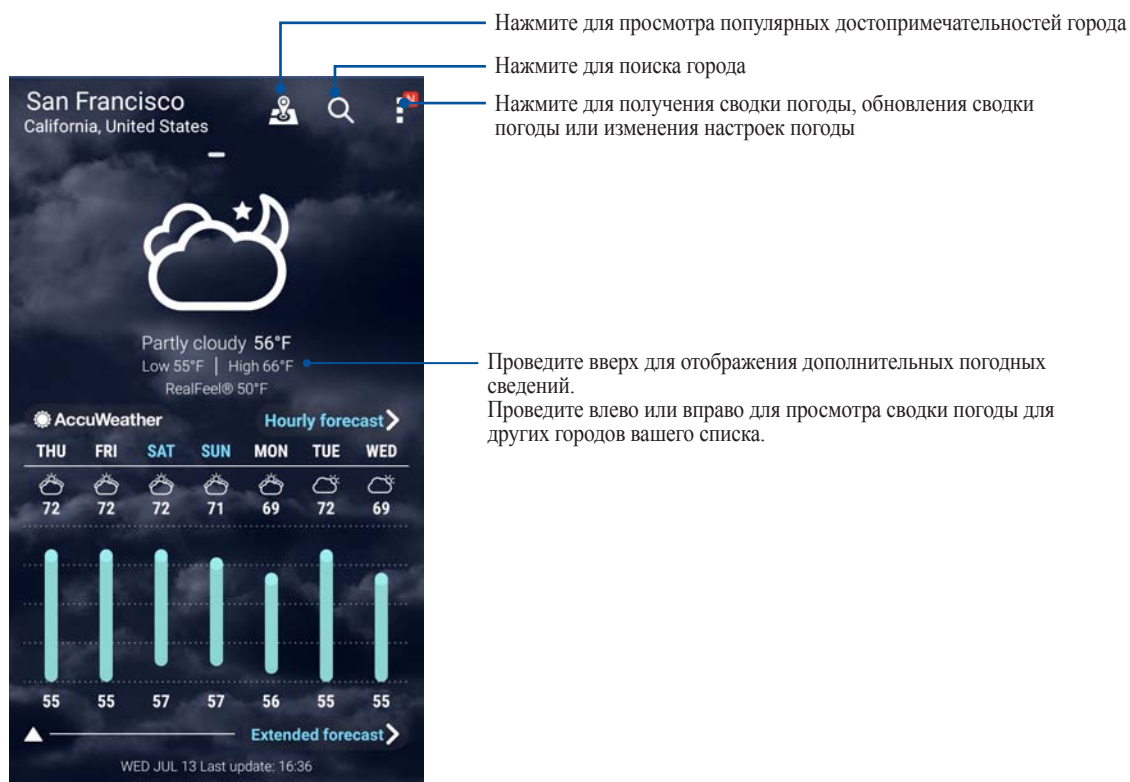 Нажмите для просмотра популярных достопримечательностей города
Нажмите для поиска города
Нажмите для получения сводки погоды, обновления сводки
погоды или изменения настроек погоды
San Francisco
California, United States
N
Partly cloudy 56°F
Low 55°F | High 66°F
RealFeel® 50°F
Проведите вверх для отображения дополнительных погодных
сведений.
Проведите влево или вправо для просмотра сводки погоды для
других городов вашего списка.
AccuWeather Hourly forecast
THU FRI SAT SUN MON TUE WED
72 72 72 71 69 72 69
55 55 57 57 56 55 55
Extended forecast
WED JUL 13 Last update: 16:36